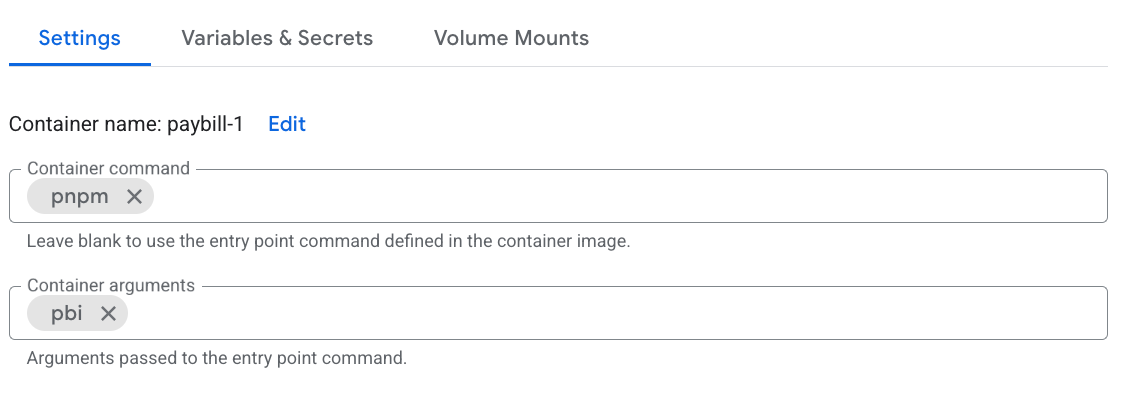 Settings Variables & Secrets Volume Mounts
Container name: paybill-1 Edit
Container command
pnpm
Leave blank to use the entry point command defined in the container image.
Container arguments
pbi
Arguments passed to the entry point command.